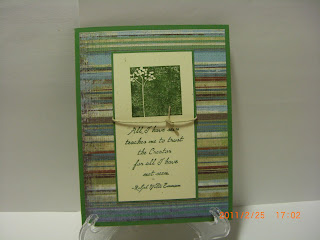 All I have seen
teaches me to trust
the Creator
for all I have
not seen.
-Ralph Waldo Emerson
2011/12/25 17:02